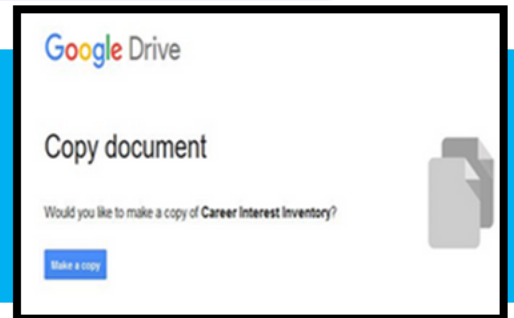 Google Drive
Copy document
Would you like to make a copy of Career Interest Inventory?
Make a copy